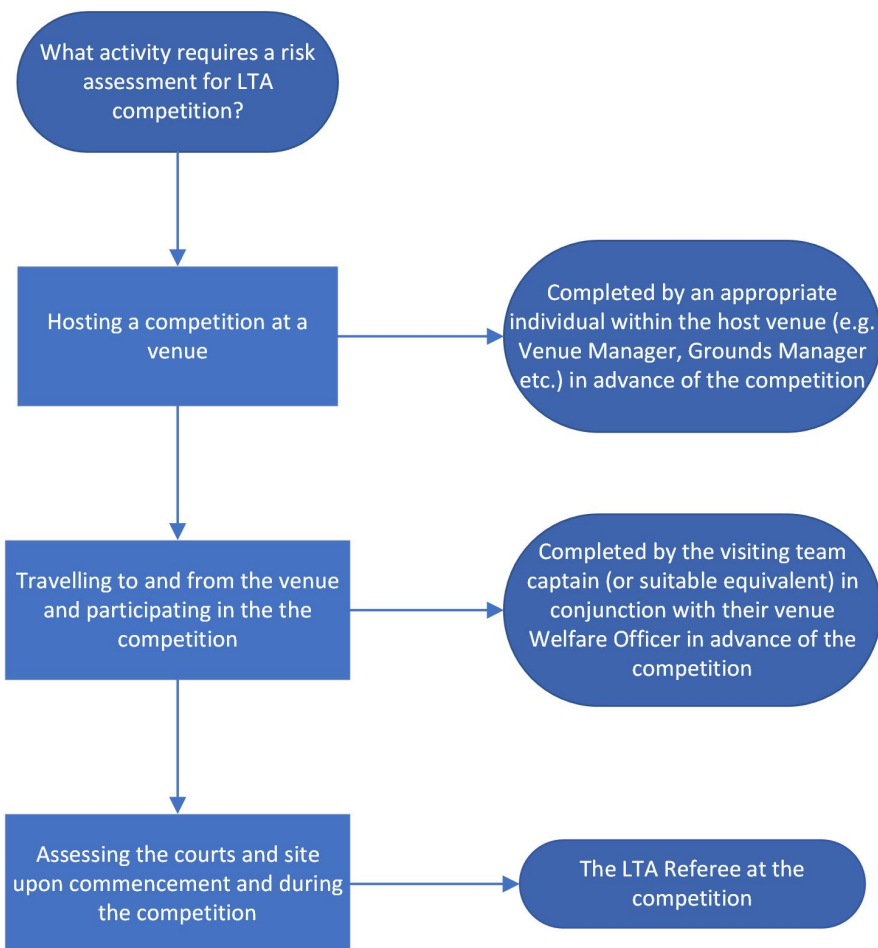 What activity requires a risk
assessment for LTA
competition?
Hosting a competition at a
venue
Completed by an appropriate
individual within the host venue (e.g.
Venue Manager, Grounds Manager
etc.) in advance of the competition
Travelling to and from the venue
and participating in the the
competition
Completed by the visiting team
captain (or suitable equivalent) in
conjunction with their venue
Welfare Officer in advance of the
competition
Assessing the courts and site
upon commencement and during
the competition
The LTA Referee at the
competition